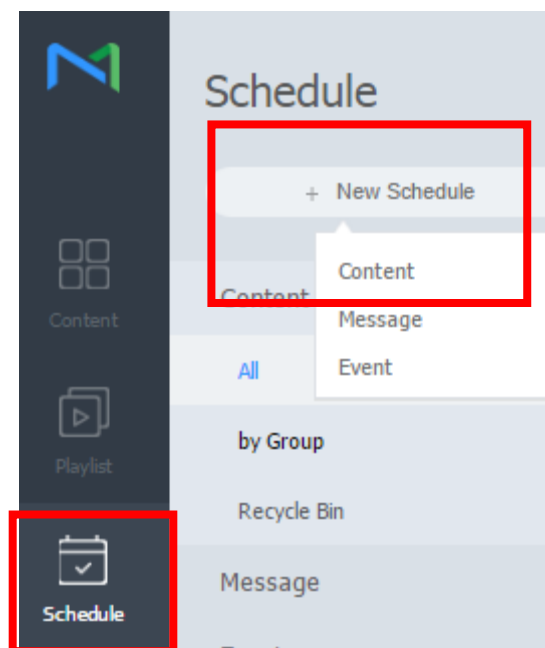 Schedule
+ New Schedule
Content
Message
Event
Content
All
by Group
Recycle Bin
Message
Content
Playlist
Schedule